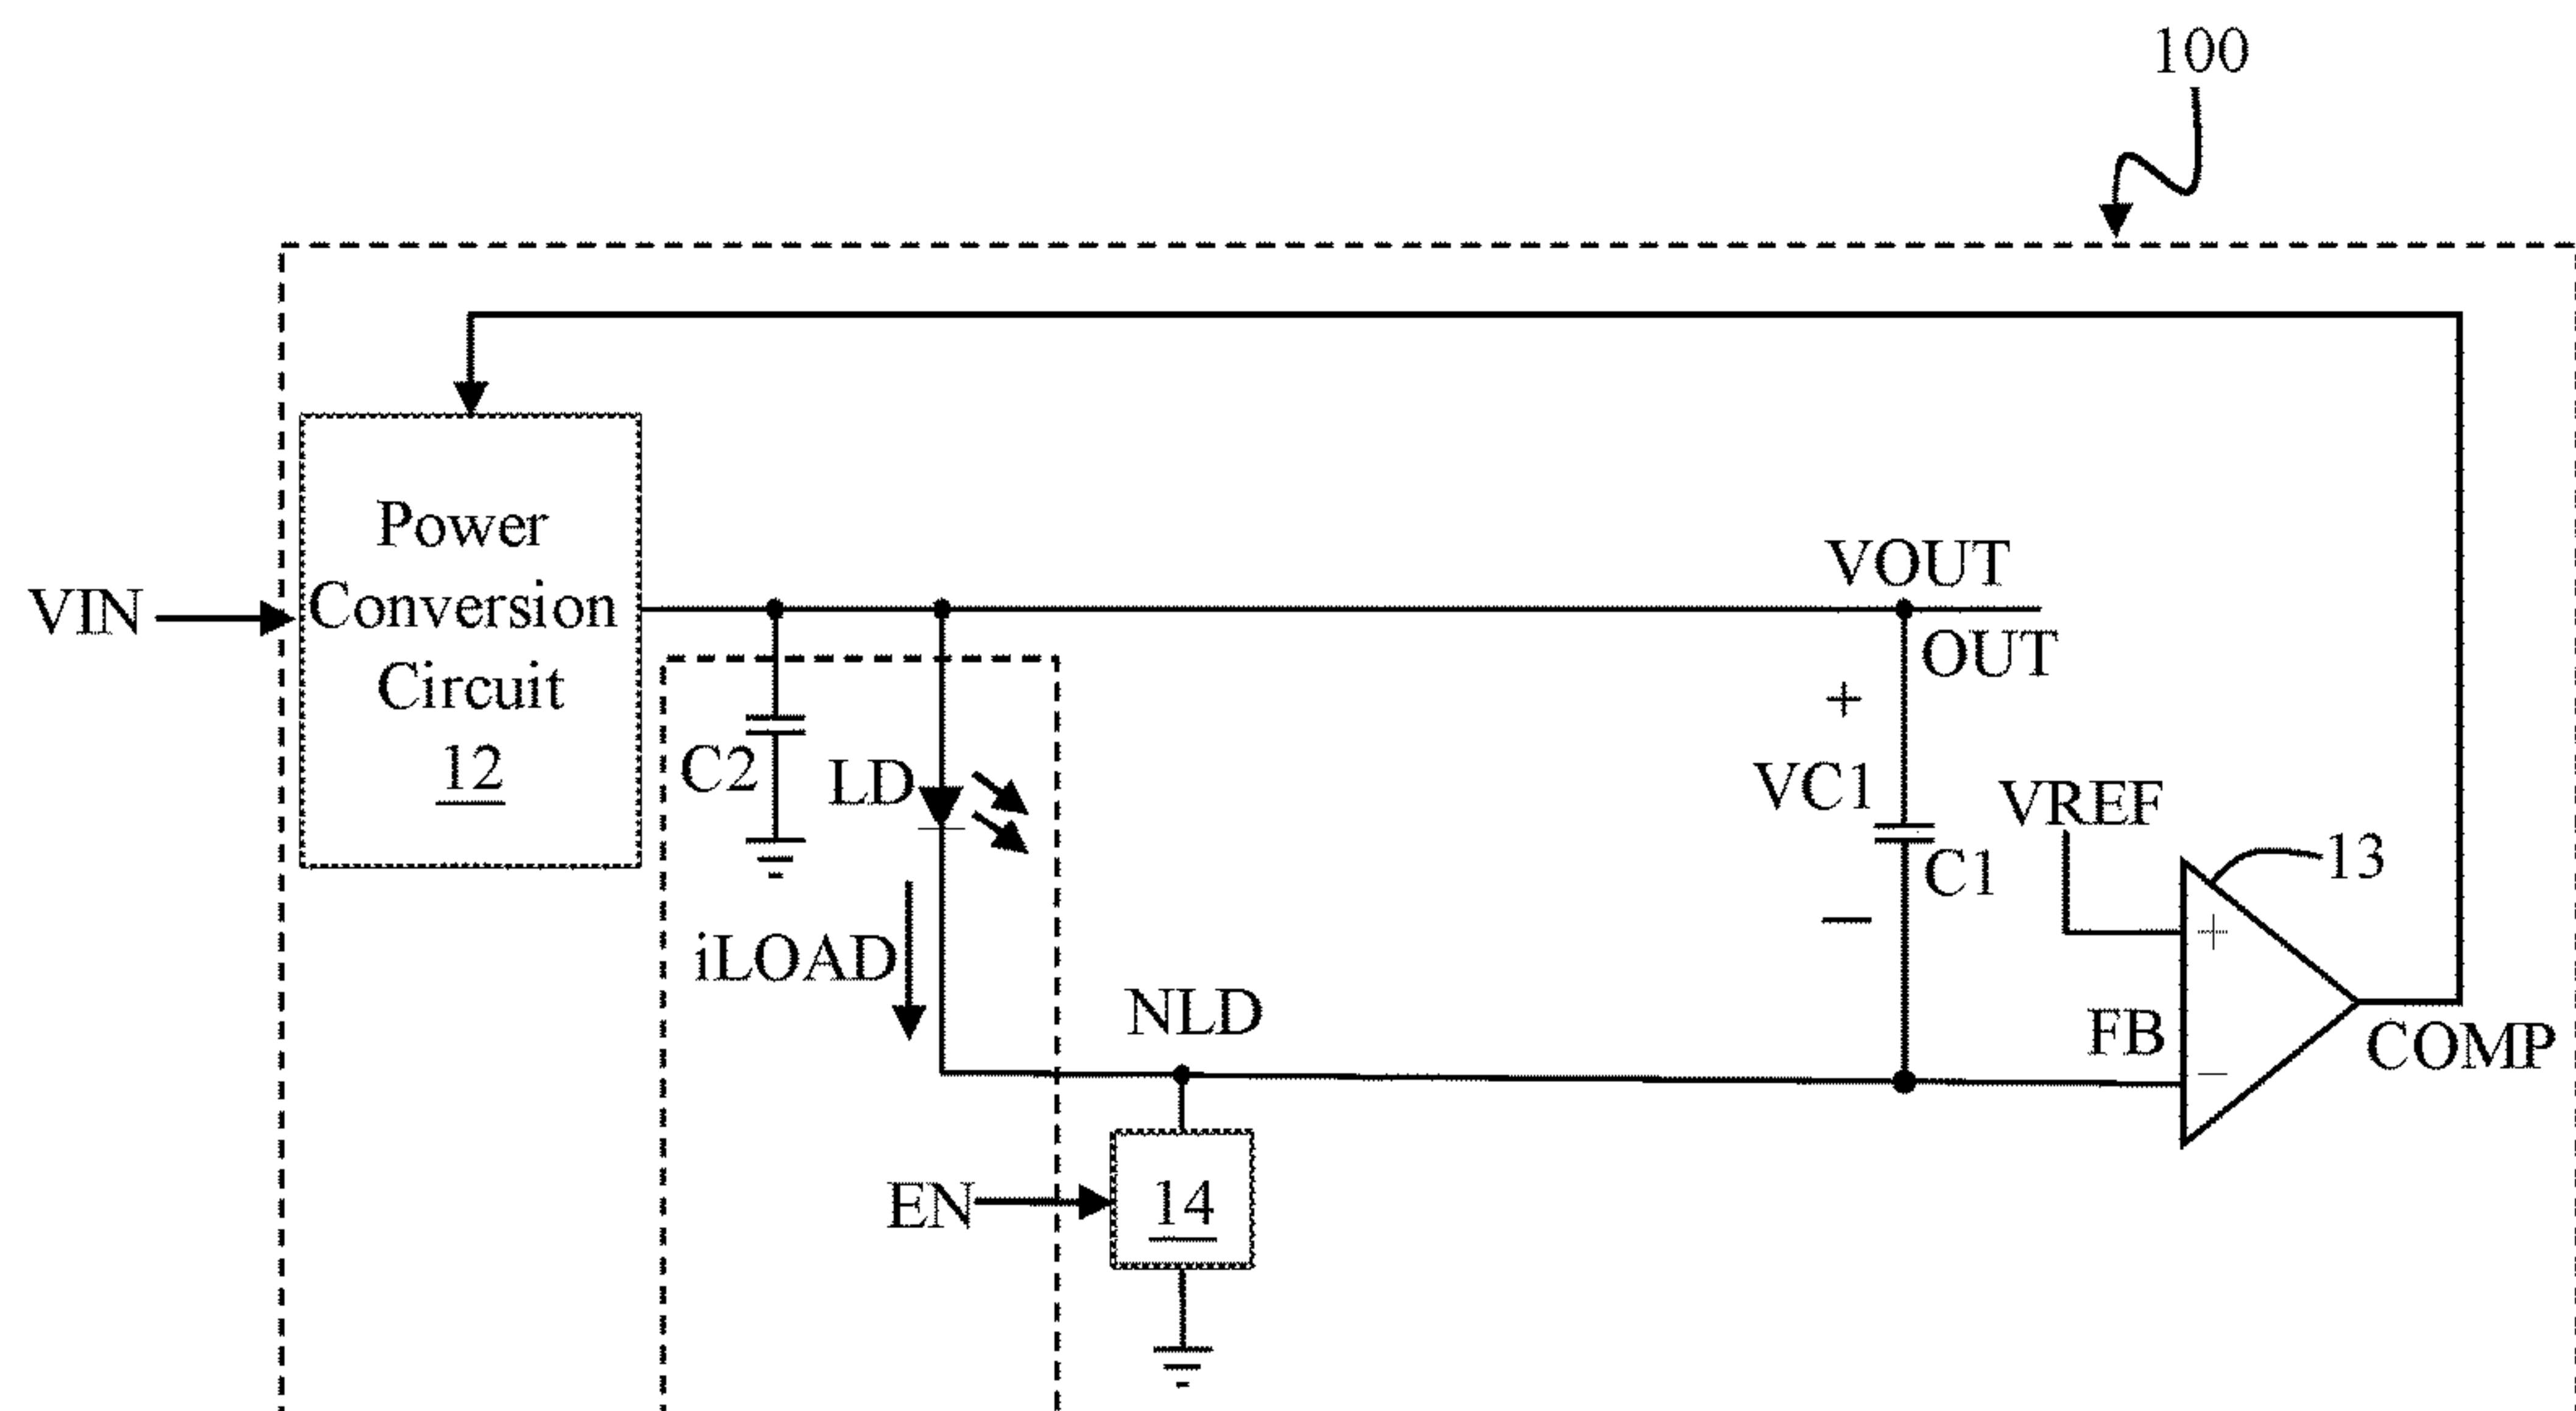 100
Power
Conversion
Circuit
12
VIN
VOUT
OUT
+
VC1
C1
−
C2
LD
iLOAD
VREF
13
+
−
FB
COMP
NLD
EN
14